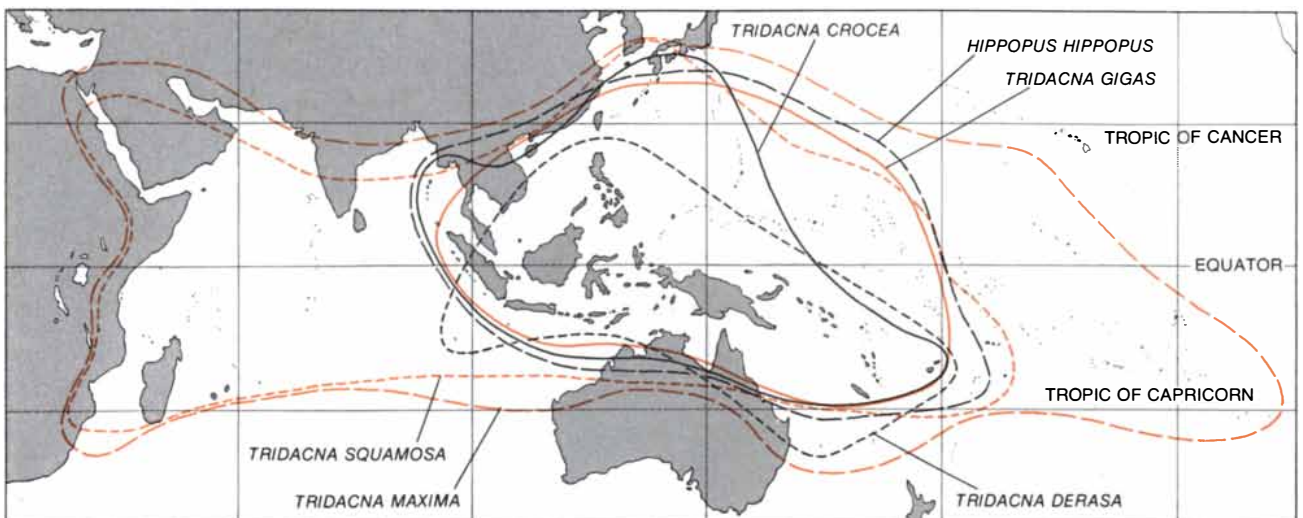 TRIDACNA CROCEA
HIPPOPUS HIPPOPUS
TRIDACNA GIGAS
TROPIC OF CANCER
EQUATOR
TROPIC OF CAPRICORN
TRIDACNA SQUAMOSA
TRIDACNA MAXIMA
TRIDACNA DERASA